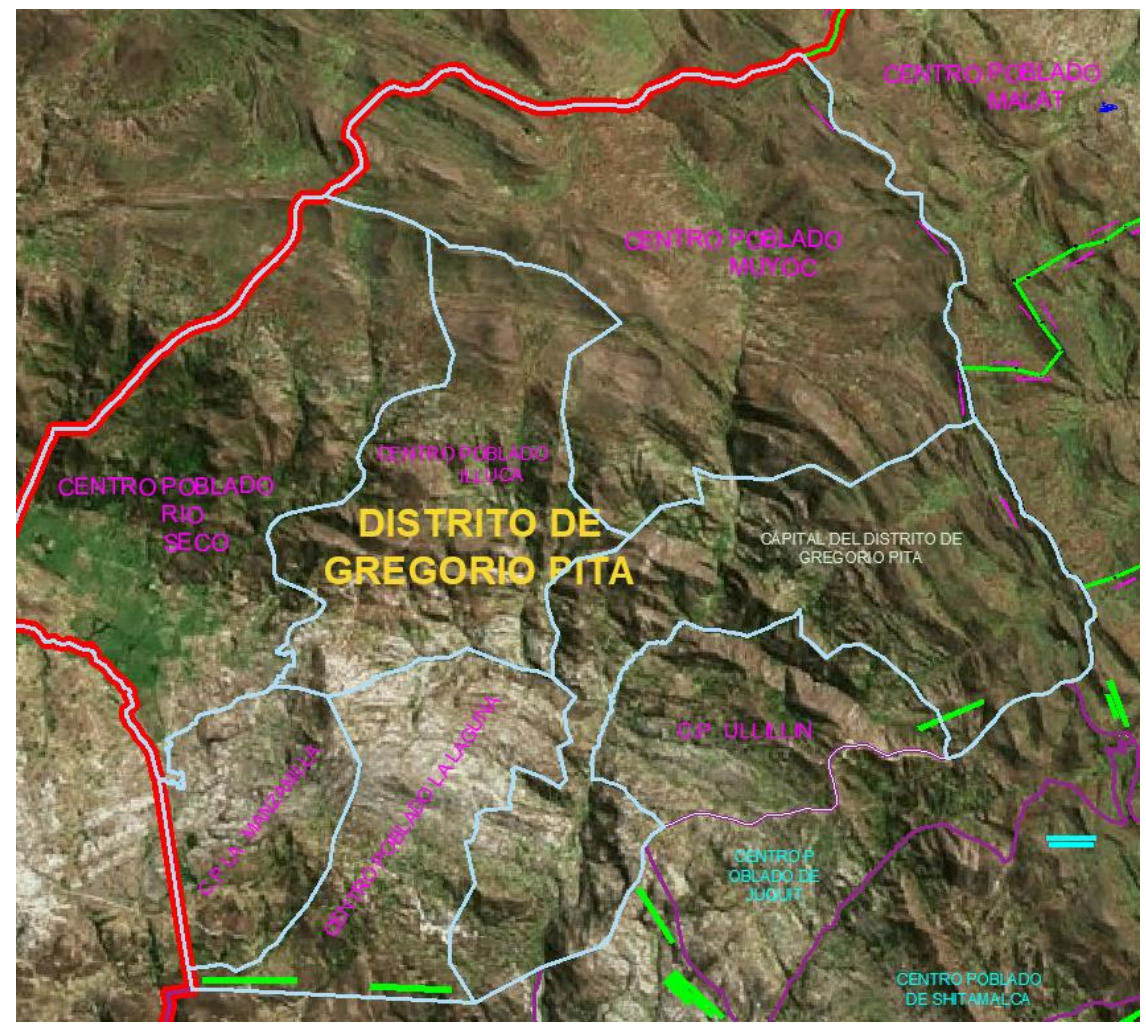 CENTRO POBLADO
MALAT
CENTRO POBLADO
MUYOC
CENTRO POBLADO
ILLUCA
CENTRO POBLADO
RIO
SECO
DISTRITO DE
GREGORIO PITA
CAPITAL DEL DISTRITO DE
GREGORIO PITA
C.P. ULLILLIN
C.P. LA MANZANILLA
CENTRO POBLADO LA LAGUNA
CENTRO P
OBLADO DE
JUQUIT
CENTRO POBLADO
DE SHITAMALCA